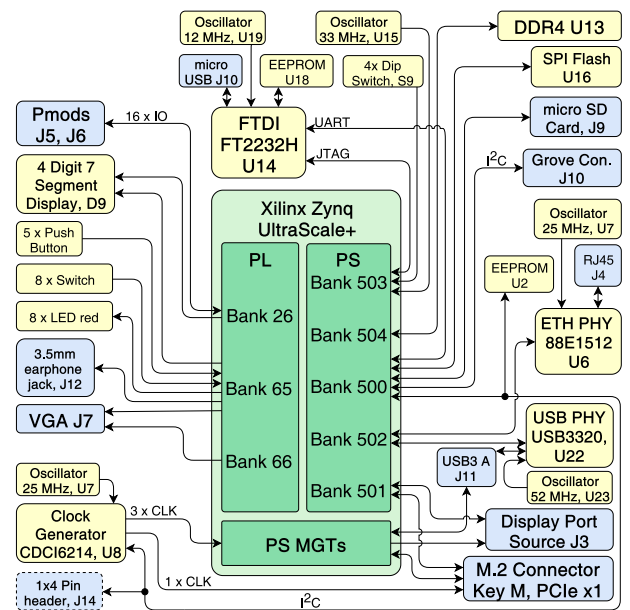 Oscillator
12 MHz, U19
Oscillator
33 MHz, U15
DDR4 U13
micro
USB J10
EEPROM
U18
4x Dip
Switch, S9
SPI Flash
U16
Pmods
J5, J6
16 x IO
FTDI
FT2232H
U14
UART
JTAG
micro SD
Card, J9
I²C
Grove Con.
J10
4 Digit 7
Segment
Display, D9
Xilinx Zynq
UltraScale+
Oscillator
25 MHz, U7
5 x Push
Button
PL
PS
EEPROM
U2
RJ45
J4
8 x Switch
Bank 503
8 x LED red
Bank 26
Bank 504
ETH PHY
88E1512
U6
3.5mm
earphone
jack, J12
Bank 65
Bank 500
VGA J7
Bank 502
USB PHY
USB3320,
U22
Bank 66
USB3 A
J11
Oscillator
25 MHz, U7
Bank 501
Oscillator
52 MHz, U23
Clock
Generator
CDCI6214, U8
3 x CLK
PS MGTs
Display Port
Source J3
1x4 Pin
header, J14
1 x CLK
I²C
M.2 Connector
Key M, PCIe x1